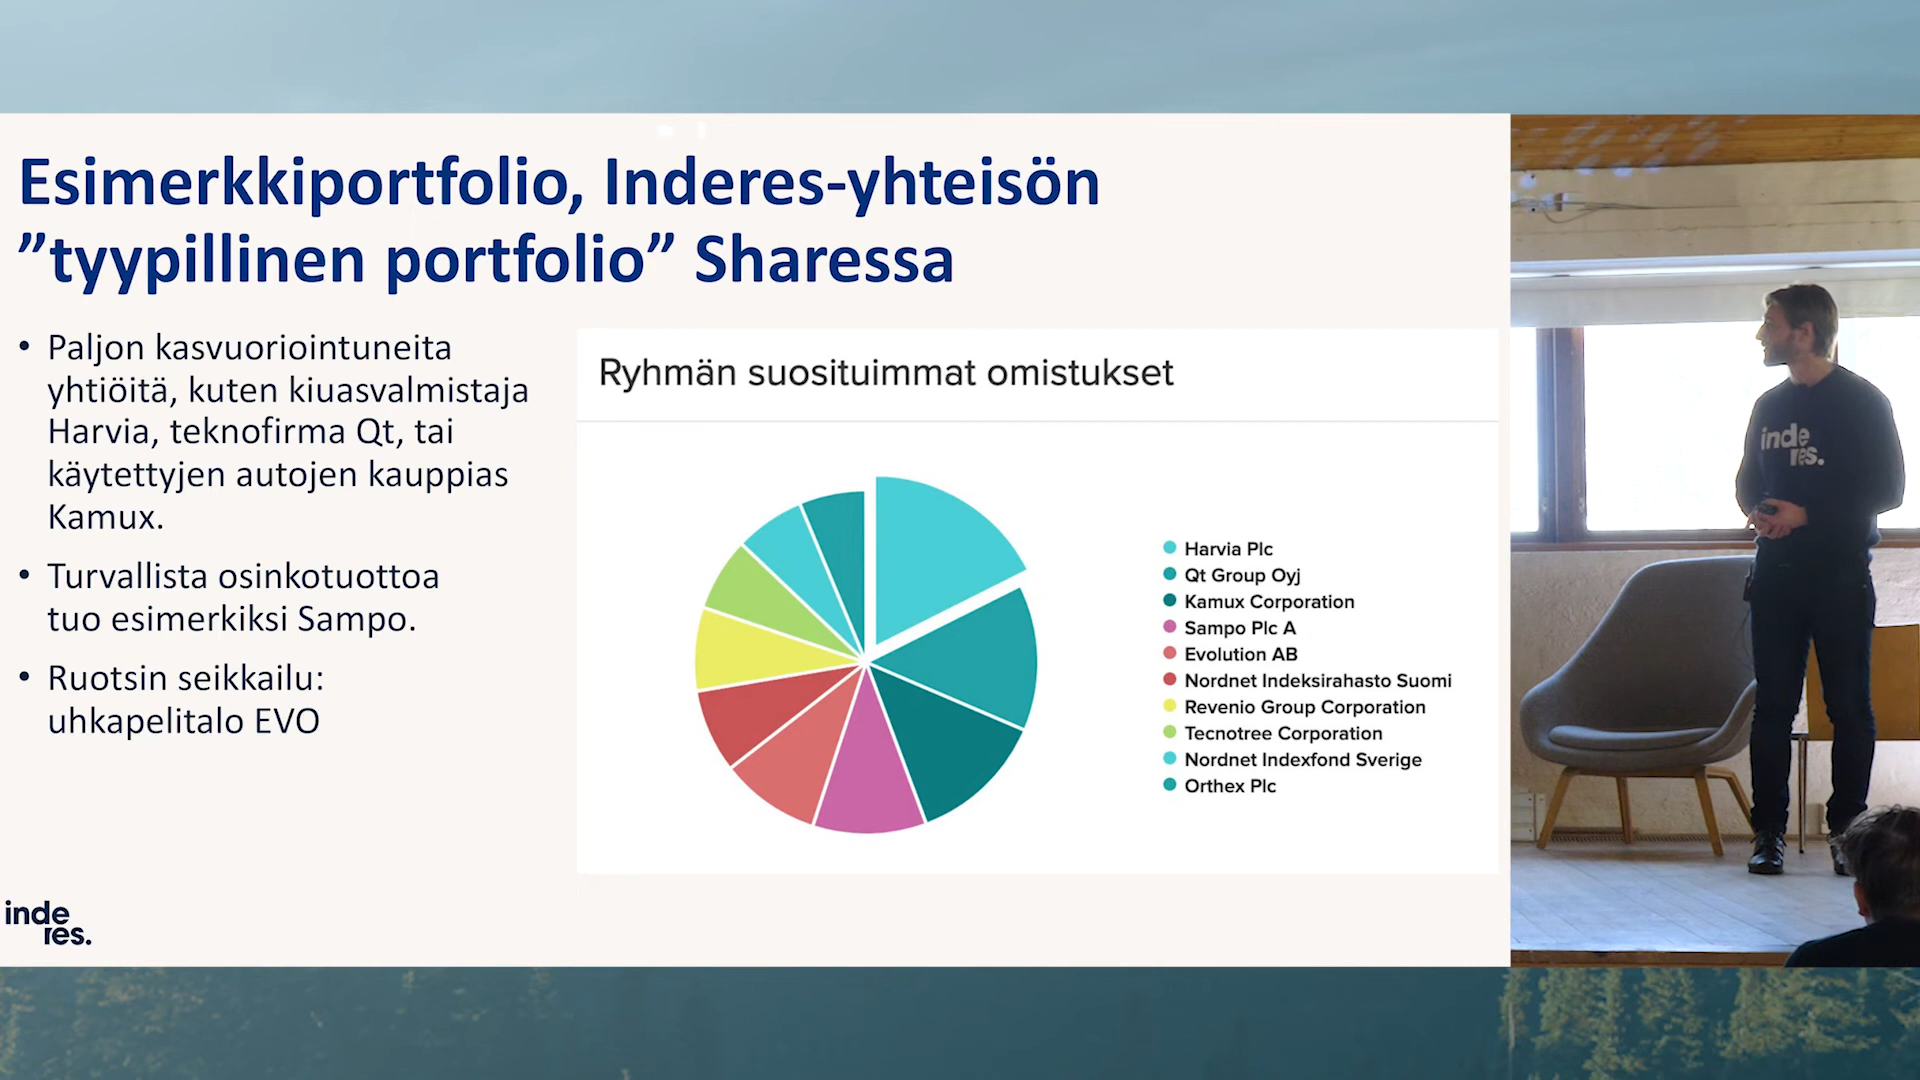 Esimerkkiportfolio, Inderes-yhteisön
”tyypillinen portfolio” Sharessa
• Paljon kasvuoriointuneita
yhtiöitä, kuten kiuasvalmistaja
Harvia, teknofirma Qt, tai
käytettyjen autojen kauppias
Kamux.
• Turvallista osinkotuottoa
tuo esimerkiksi Sampo.
• Ruotsin seikkailu:
uhkapelitalo EVO
Ryhmän suosituimmat omistukset
Harvia Plc
Qt Group Oyj
Kamux Corporation
Sampo Plc A
Evolution AB
Nordnet Indeksirahasto Suomi
Revenio Group Corporation
Tecnotree Corporation
Nordnet Indexfond Sverige
Orthex Plc
inde
res.
inde
res.